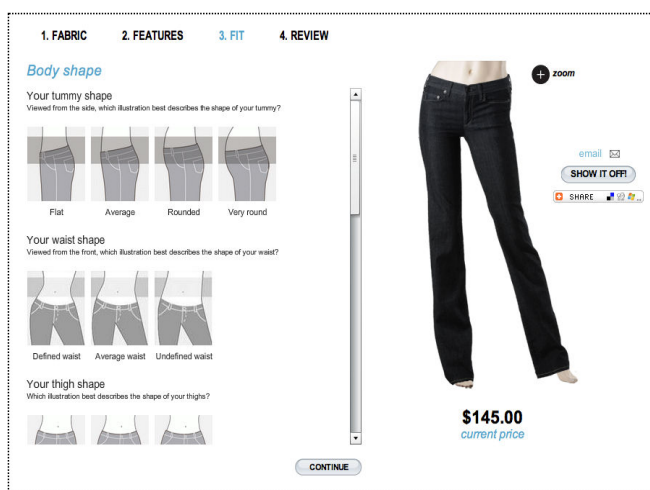 1. FABRIC 2. FEATURES 3. FIT 4. REVIEW
Body shape
Your tummy shape
Viewed from the side, which illustration best describes the shape of your tummy?
Flat Average Rounded Very round
Your waist shape
Viewed from the front, which illustration best describes the shape of your waist?
Defined waist Average waist Undefined waist
Your thigh shape
Which illustration best describes the shape of your thighs?
CONTINUE
zoom
email
SHOW IT OFF!
SHARE
$145.00
current price